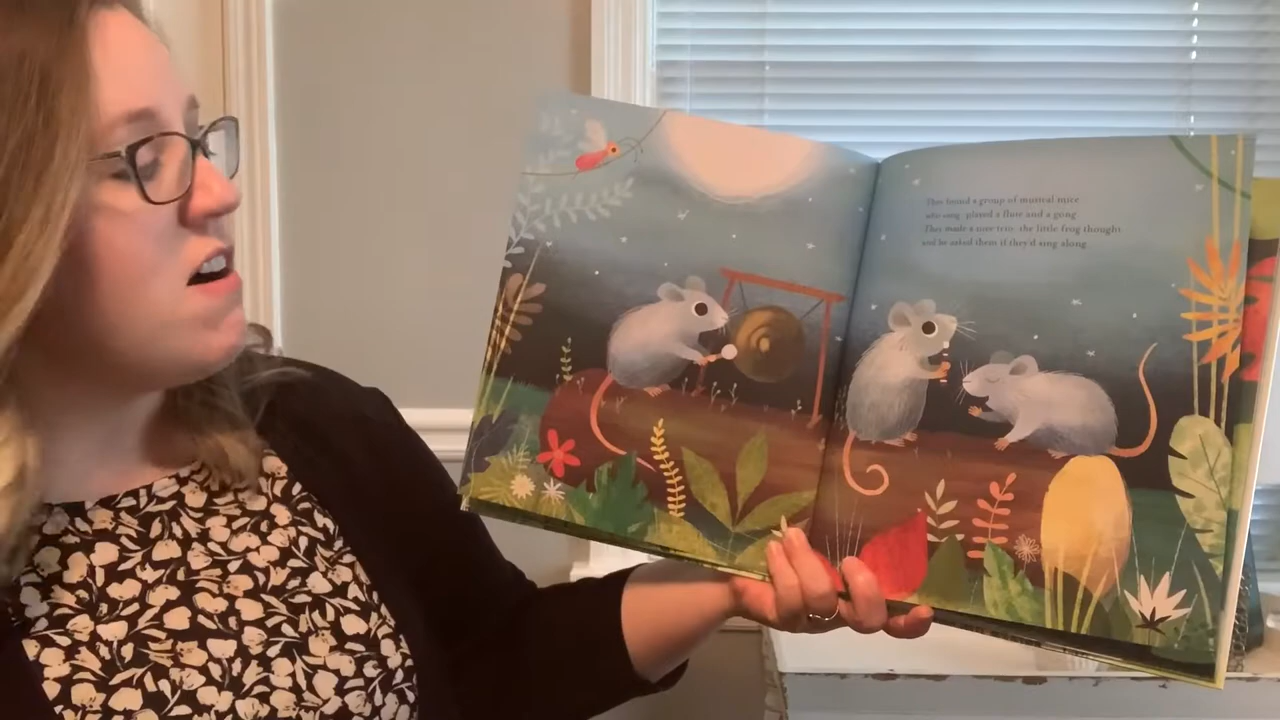 They found a group of musical mice
who sang, played a flute and a gong.
They made a nice trio, the little frog thought
and he asked them if they'd sing along.